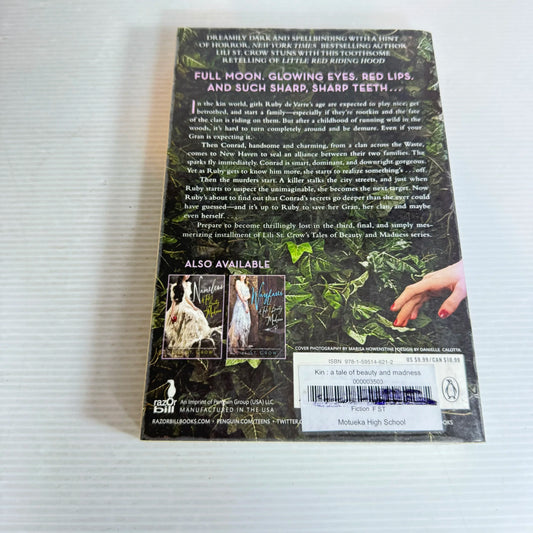 DREAMILY DARK AND SPELLBINDING WITH A HINT
OF HORROR, NEW YORK TIMES BESTSELLING AUTHOR
LILI ST. CROW STUNS WITH THIS TOOTHSOME
RETELLING OF LITTLE RED RIDING HOOD
FULL MOON. GLOWING EYES. RED LIPS.
AND SUCH SHARP, SHARP TEETH . . .
In the kin world, girls Ruby de Varre's age are expected to play nice, get
betrothed, and start a family—especially if they're rootkin and the fate
of the clan is riding on them. But after a childhood of running wild in the
woods, it's hard to turn completely around and be demure. Even if your
Gran is expecting it.
Then Conrad, handsome and charming, from a clan across the Waste,
comes to New Haven to seal an alliance between their two families. The
sparks fly immediately. Conrad is smart, dominant, and downright gorgeous.
Yet as Ruby gets to know him more, she starts to realize something's . . . off.
Then the murders start. A killer stalks the city streets, and just when
Ruby starts to suspect the unimaginable, she becomes the next target. Now
Ruby's about to find out that Conrad's secrets go deeper than she ever could
have guessed—and it's up to Ruby to save her Gran, her clan, and maybe
even herself . . . .
Prepare to become thrillingly lost in the third, final, and simply mes-
merizing installment of Lili St. Crow's Tales of Beauty and Madness series.
ALSO AVAILABLE
Nameless
Wayfarer
COVER PHOTOGRAPHY BY MARISA HOWENSTINE DESIGN BY DANIELLE CALOTTA
ISBN 978-1-59514-621-2
US $9.99/CAN $10.99
Kin : a tale of beauty and madness
000003503
Fiction F ST
Motueka High School
razOr
bill
An Imprint of Penguin Group (USA) LLC
MANUFACTURED IN THE USA
RAZORBILLBOOKS.COM • PENGUIN.COM/TEENS • TWITTER.C
BOOKS